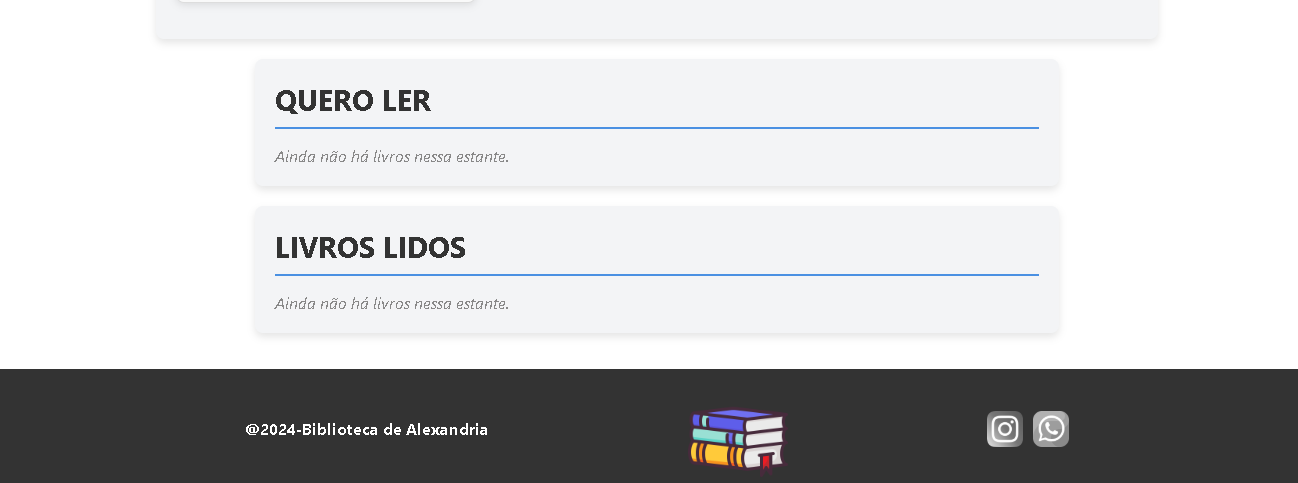 QUERO LER
Ainda não há livros nessa estante.
LIVROS LIDOS
Ainda não há livros nessa estante.
@2024-Biblioteca de Alexandria